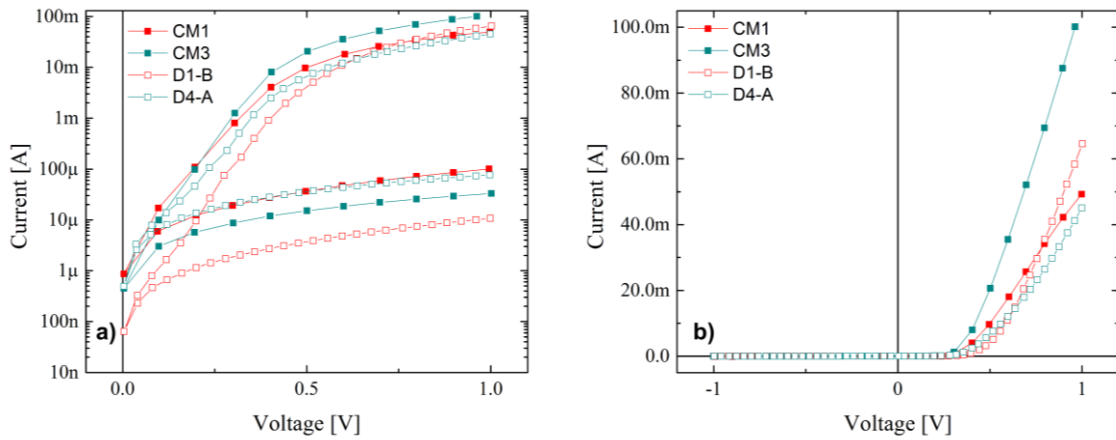 CM1
CM3
D1-B
D4-A
100m
10m
1m
100µ
10µ
1µ
100n
10n
Current [A]
a)
0.0
0.5
1.0
Voltage [V]
CM1
CM3
D1-B
D4-A
100.0m
80.0m
60.0m
40.0m
20.0m
0.0
Current [A]
b)
-1
0
1
Voltage [V]